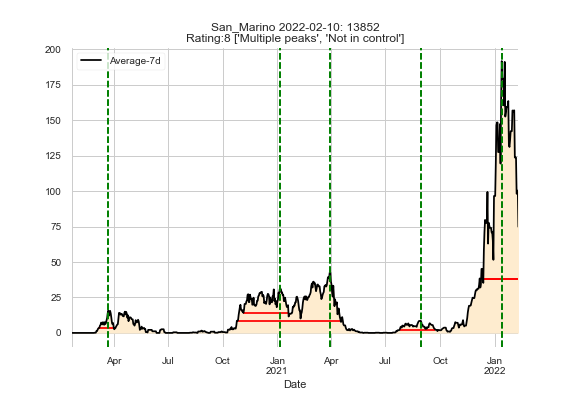 San_Marino 2022-02-10: 13852
Rating:8 ['Multiple peaks', 'Not in control']
Average-7d
200
175
150
125
100
75
50
25
0
Apr Jul Oct Jan Apr Jul Oct Jan
2021 2022
Date